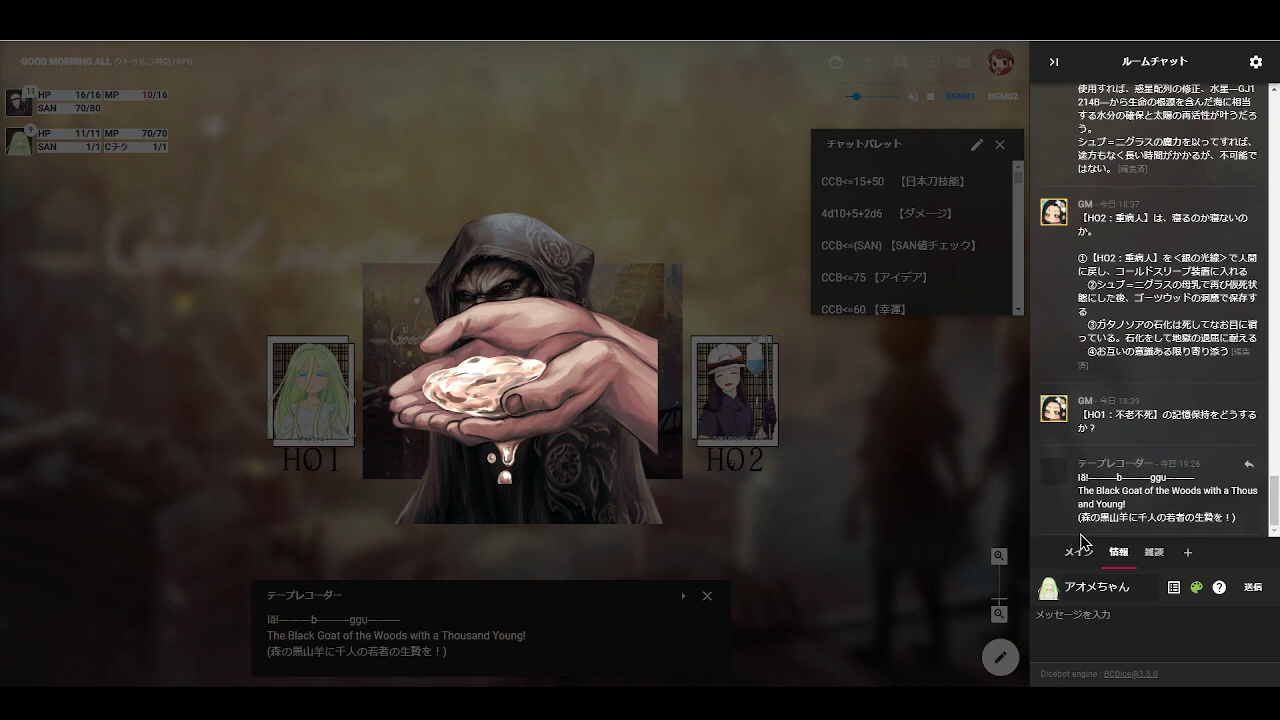 GOOD MORNING ALL クトゥルフ神話TRPG
11
HP 16/16 MP 10/16
SAN 70/80
9
HP 11/11 MP 70/70
SAN 1/1 Cチケ 1/1
BGM01 BGM02
チャットパレット
CCB<=15+50 【日本刀技能】
4d10+5+2d6 【ダメージ】
CCB<=(SAN) 【SAN値チェック】
CCB<=75 【アイデア】
CCB<=60 【幸運】
HO1
HO2
テープレコーダー
Iä!———b———ggu———
The Black Goat of the Woods with a Thousand Young!
(森の黒山羊に千人の若者の生贄を！)
ルームチャット
使用すれば、惑星配列の修正、水星—GJ1
214B—から生命の根源を含んだ海に相当
する水分の確保と太陽の再活性が叶うだろ
う。
シュブ＝ニグラスの魔力を以ってすれば、
途方もなく長い時間がかかるが、不可能で
はない。 [編集済]
GM - 今日 18:37
【HO2：重病人】は、寝るのか寝ないの
か。
①【HO2：重病人】を<銀の光線>で人間
に戻し、コールドスリープ装置に入れる
②シュブ＝ニグラスの母乳で再び仮死状
態にした後、ゴーツウッドの洞窟で保存す
る
③ガタノソアの石化は死してなお目に宿
っている。石化をして地獄の退屈に耐える
④お互いの意識ある限り寄り添う [編集
済]
GM - 今日 18:39
【HO1：不老不死】の記憶保持をどうする
か？
テープレコーダー - 今日 19:26
Iä!———b———ggu———
The Black Goat of the Woods with a Thous
and Young!
(森の黒山羊に千人の若者の生贄を！)
メイン 情報 雑談 +
アオメちゃん
送信
メッセージを入力
Dicebot engine : BCDice@3.5.0